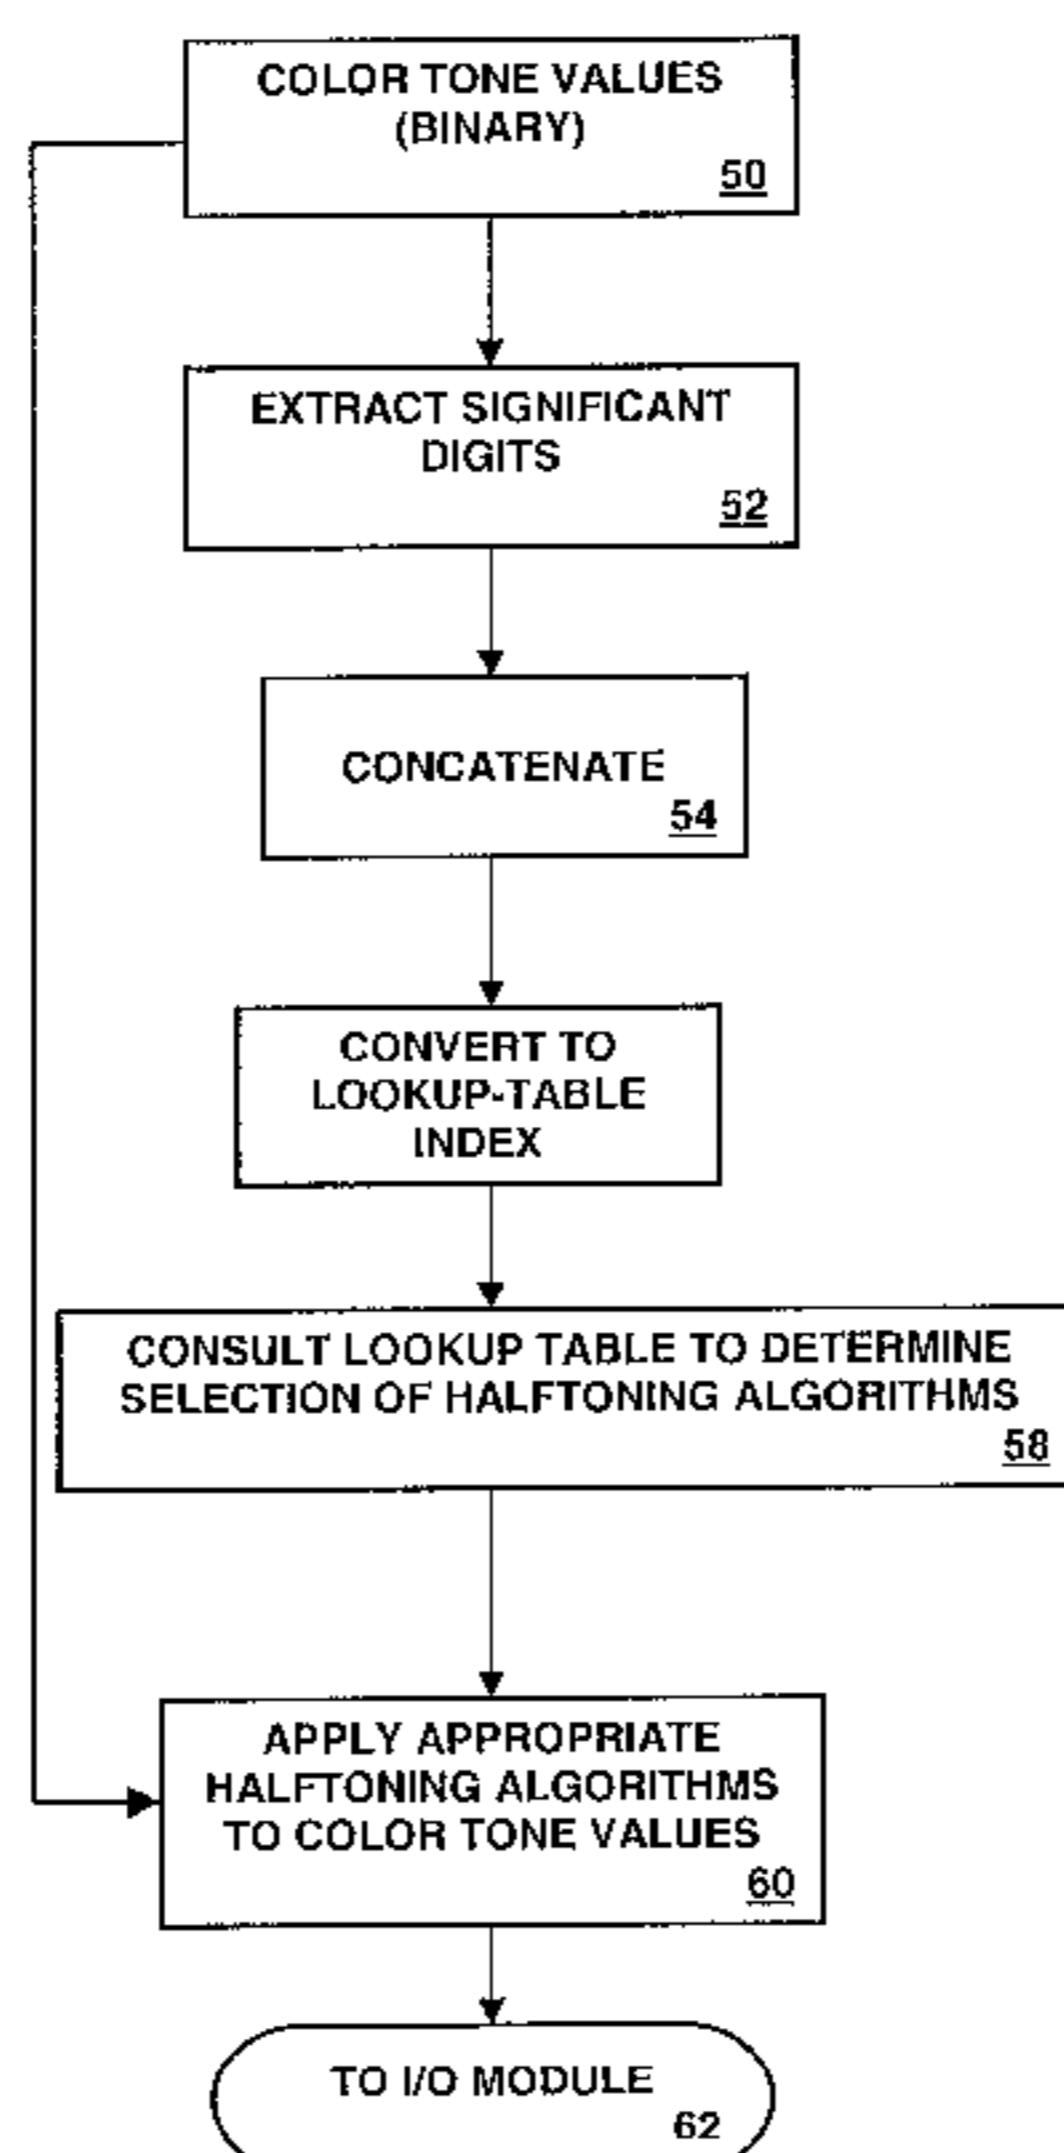 COLOR TONE VALUES
(BINARY)
50
EXTRACT SIGNIFICANT
DIGITS
52
CONCATENATE
54
CONVERT TO
LOOKUP-TABLE
INDEX
CONSULT LOOKUP TABLE TO DETERMINE
SELECTION OF HALFTONING ALGORITHMS
58
APPLY APPROPRIATE
HALFTONING ALGORITHMS
TO COLOR TONE VALUES
60
TO I/O MODULE
62